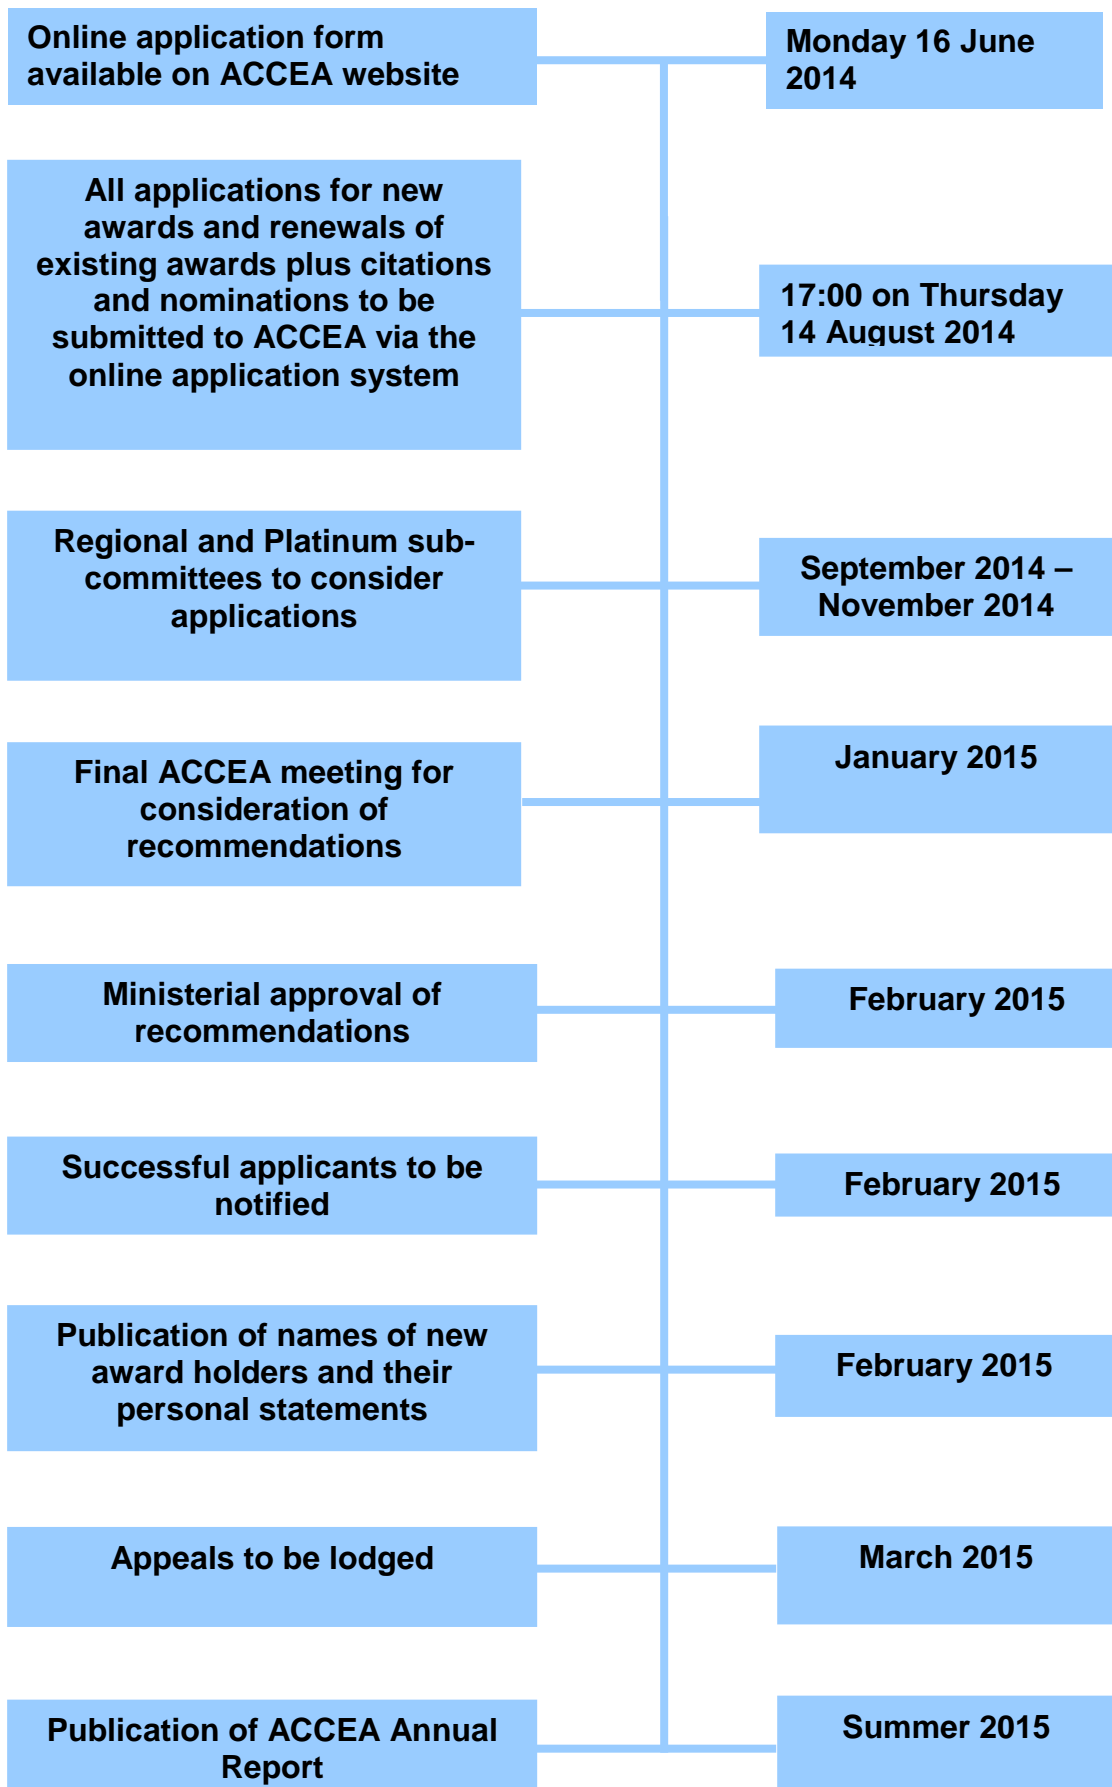 Online application form
available on ACCEA website
Monday 16 June
2014
All applications for new
awards and renewals of
existing awards plus citations
and nominations to be
submitted to ACCEA via the
online application system
17:00 on Thursday
14 August 2014
Regional and Platinum sub-
committees to consider
applications
September 2014 –
November 2014
Final ACCEA meeting for
consideration of
recommendations
January 2015
Ministerial approval of
recommendations
February 2015
Successful applicants to be
notified
February 2015
Publication of names of new
award holders and their
personal statements
February 2015
Appeals to be lodged
March 2015
Publication of ACCEA Annual
Report
Summer 2015